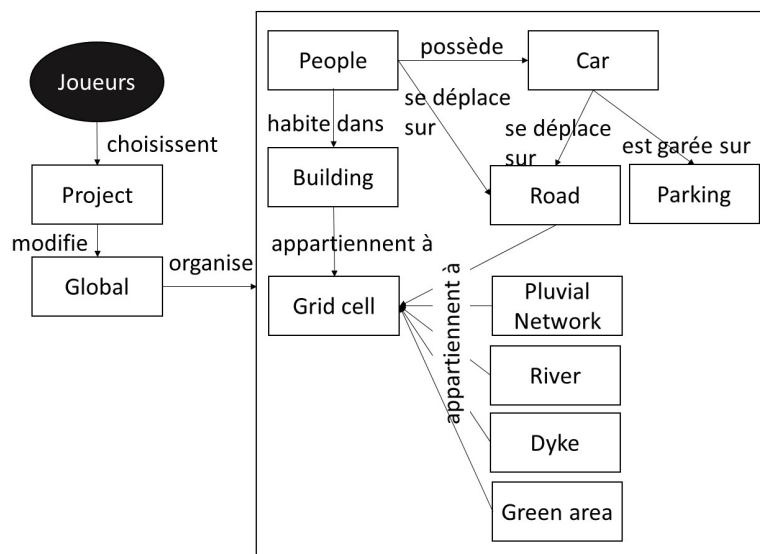 Joueurs
choisissent
Project
modifie
Global
organise
People
possède
Car
se déplace
sur
habite dans
se déplace
sur
est garée sur
Building
Road
Parking
appartiennent à
Grid cell
appartiennent à
Pluvial
Network
River
Dyke
Green area